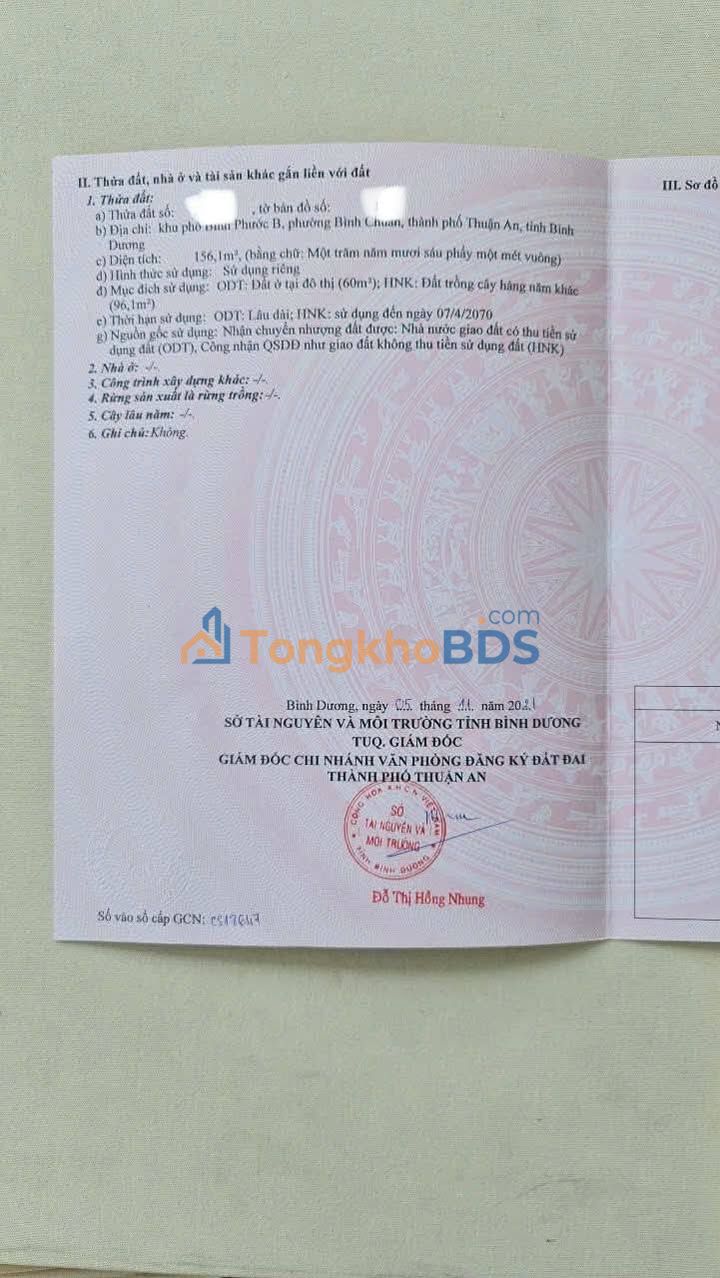 II. Thửa đất, nhà ở và tài sản khác gắn liền với đất
1. Thửa đất:
a) Thửa đất số: , tờ bản đồ số:
b) Địa chỉ: khu phố Bình Phước B, phường Bình Chuẩn, thành phố Thuận An, tỉnh Bình
Dương
c) Diện tích: 156,1m², (bằng chữ: Một trăm năm mươi sáu phẩy một mét vuông)
d) Hình thức sử dụng: Sử dụng riêng
đ) Mục đích sử dụng: ODT: Đất ở tại đô thị (60m²); HNK: Đất trồng cây hàng năm khác
(96,1m²)
e) Thời hạn sử dụng: ODT: Lâu dài; HNK: sử dụng đến ngày 07/4/2070
g) Nguồn gốc sử dụng: Nhận chuyển nhượng đất được: Nhà nước giao đất có thu tiền sử
dụng đất (ODT), Công nhận QSDĐ như giao đất không thu tiền sử dụng đất (HNK)
2. Nhà ở: -/-.
3. Công trình xây dựng khác: -/-.
4. Rừng sản xuất là rừng trồng: -/-.
5. Cây lâu năm: -/-.
6. Ghi chú: Không.
III. Sơ đồ
TongkhoBDS.com
Bình Dương, ngày 05 tháng 11 năm 2021
SỞ TÀI NGUYÊN VÀ MÔI TRƯỜNG TỈNH BÌNH DƯƠNG
TUQ. GIÁM ĐỐC
GIÁM ĐỐC CHI NHÁNH VĂN PHÒNG ĐĂNG KÝ ĐẤT ĐAI
THÀNH PHỐ THUẬN AN
CỘNG HÒA X.H.C.N VIỆT NAM
SỞ
TÀI NGUYÊN VÀ
MÔI TRƯỜNG
TỈNH BÌNH DƯƠNG
Đỗ Thị Hồng Nhung
Số vào sổ cấp GCN: